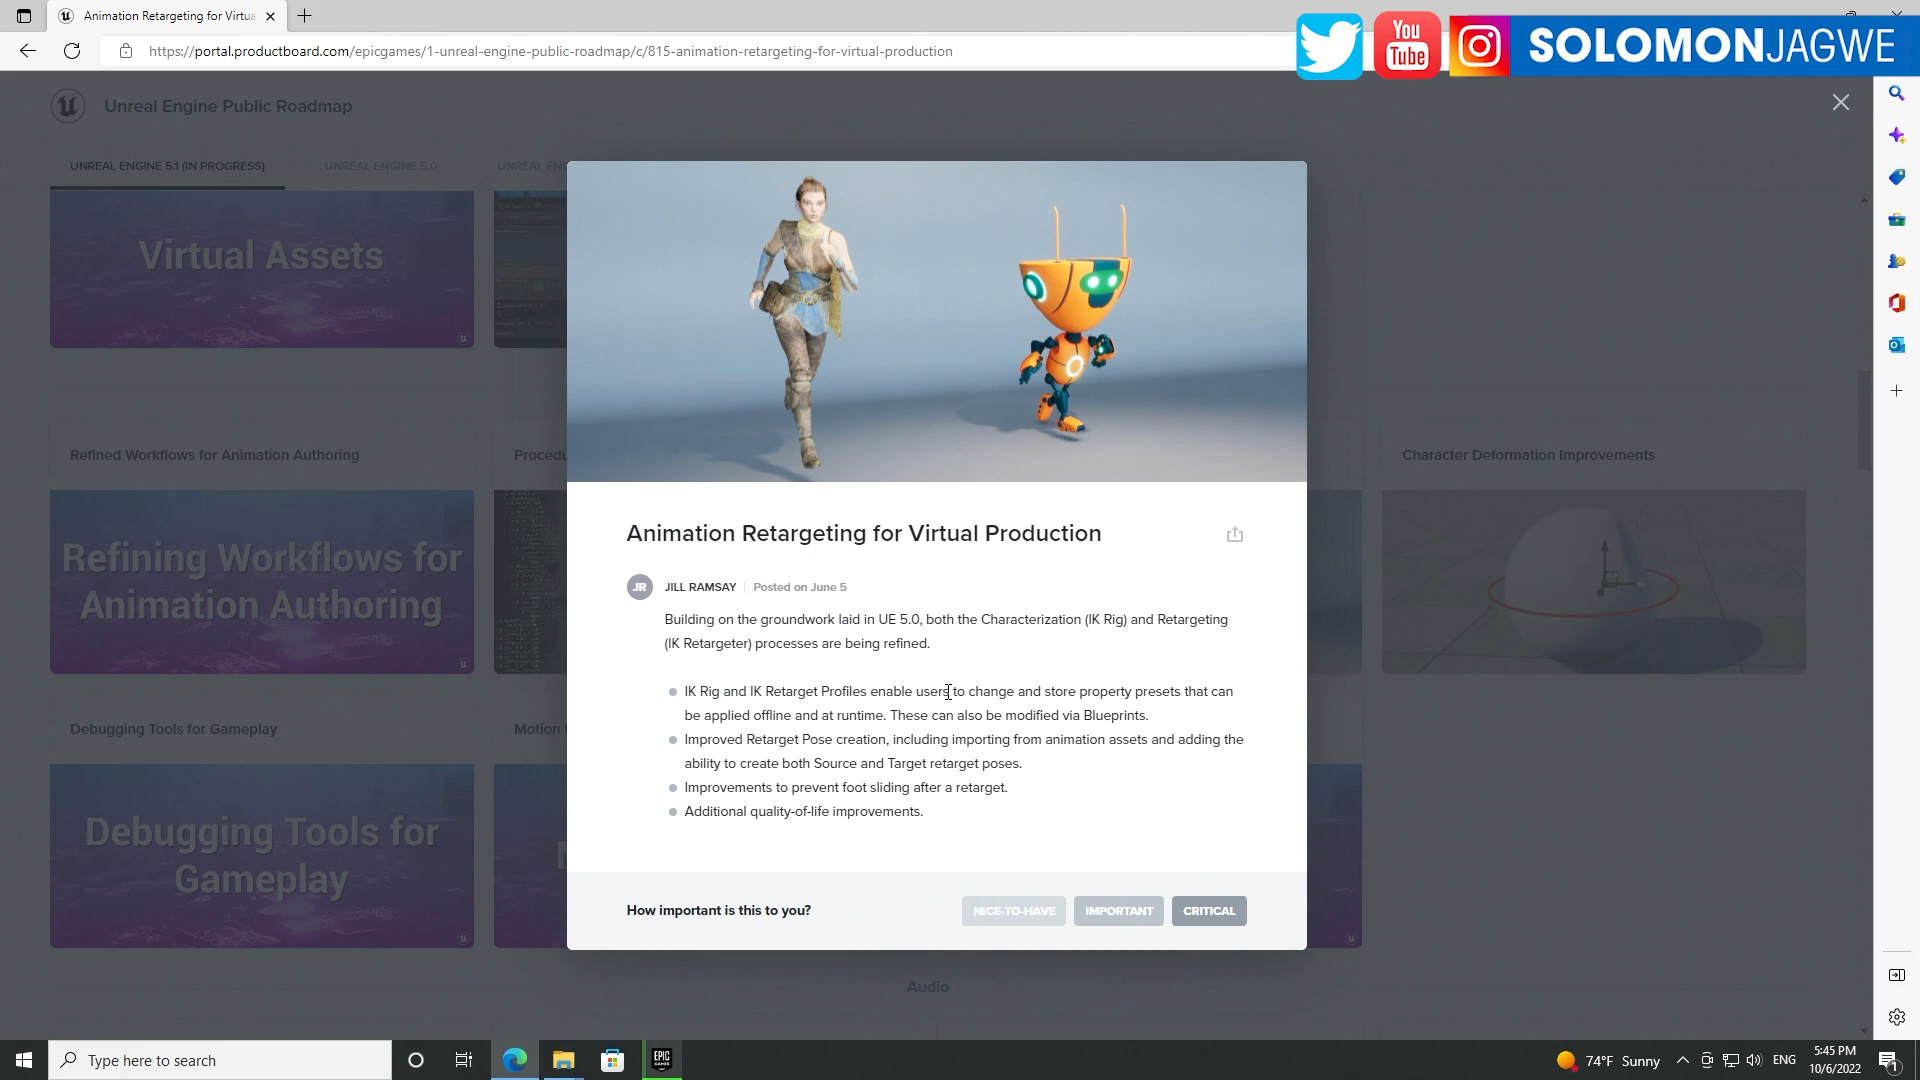 Animation Retargeting for Virtua
https://portal.productboard.com/epicgames/1-unreal-engine-public-roadmap/c/815-animation-retargeting-for-virtual-production
You
Tube
SOLOMONJAGWE
Unreal Engine Public Roadmap
UNREAL ENGINE 5.1 (IN PROGRESS)
UNREAL ENGINE 5.0
UNREAL EN
Virtual Assets
Refined Workflows for Animation Authoring
Procedu
Character Deformation Improvements
Refining Workflows for
Animation Authoring
Animation Retargeting for Virtual Production
JR
JILL RAMSAY
Posted on June 5
Building on the groundwork laid in UE 5.0, both the Characterization (IK Rig) and Retargeting
(IK Retargeter) processes are being refined.
IK Rig and IK Retarget Profiles enable users to change and store property presets that can
be applied offline and at runtime. These can also be modified via Blueprints.
Improved Retarget Pose creation, including importing from animation assets and adding the
ability to create both Source and Target retarget poses.
Improvements to prevent foot sliding after a retarget.
Additional quality-of-life improvements.
Debugging Tools for Gameplay
Motion
Debugging Tools for
Gameplay
How important is this to you?
NICE-TO-HAVE
IMPORTANT
CRITICAL
Audio
Type here to search
EPIC
GAMES
74°F Sunny
ENG
5:45 PM
10/6/2022
1